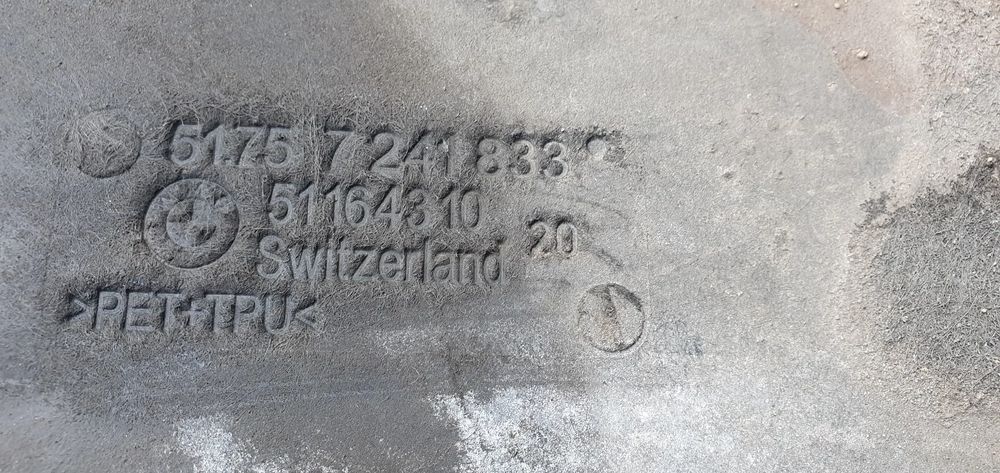 51.75 7 241 833
51164310
Switzerland 20
>PET+TPU<